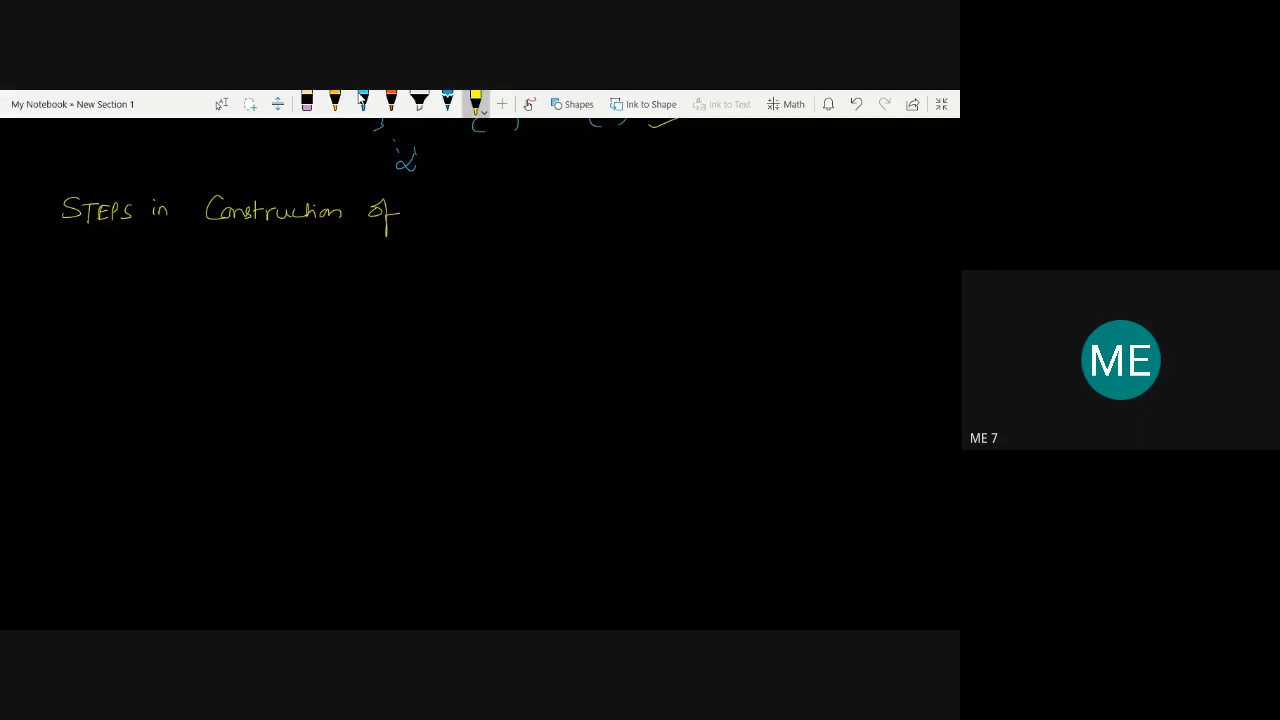 My Notebook » New Section 1
Shapes Ink to Shape Ink to Text Math
STEPS in Construction of
ME
ME 7